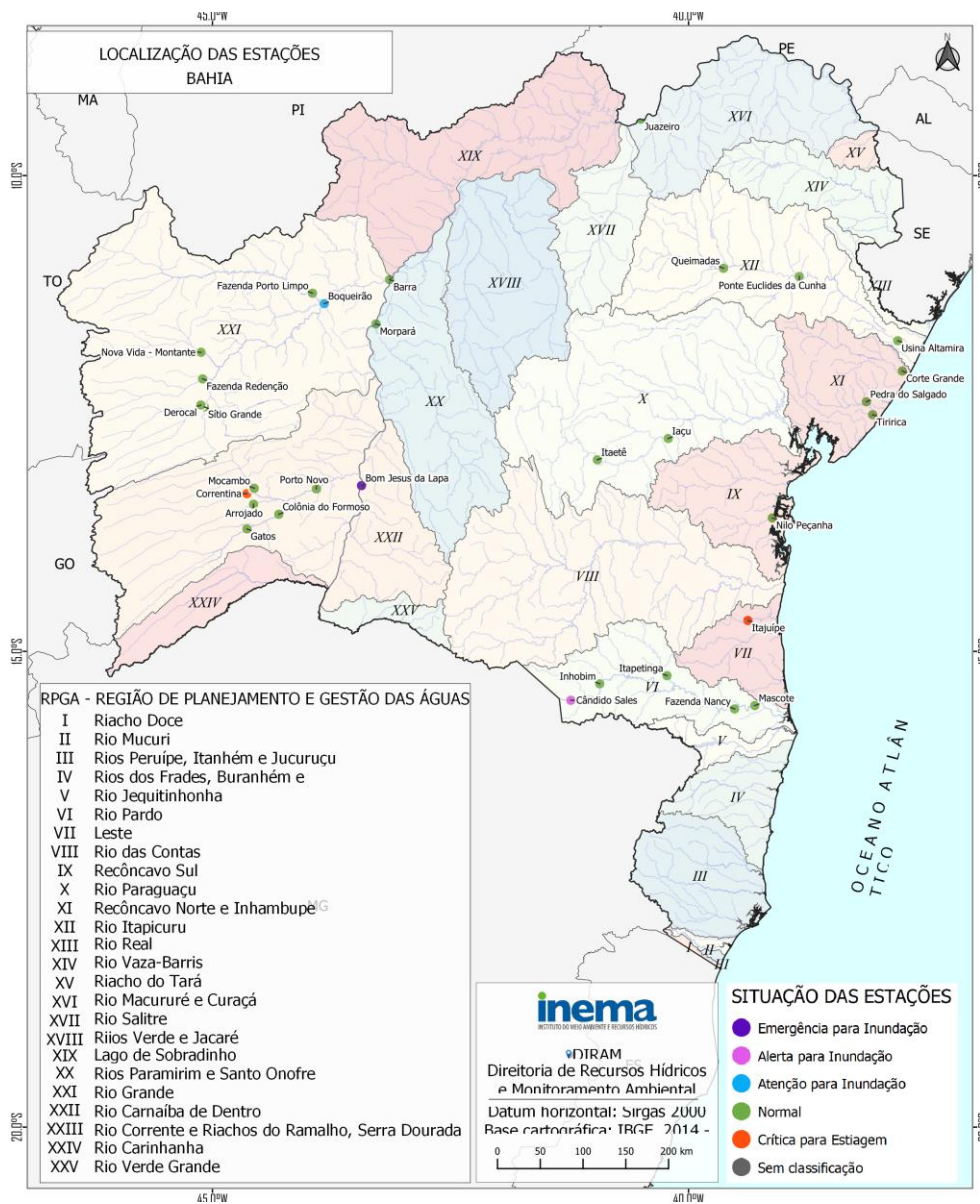 45.0°W
40.0°W
LOCALIZAÇÃO DAS ESTAÇÕES
BAHIA
N
PE
MA
PI
AL
Juazeiro
XVI
XIX
XV
10.0°S
XIV
XVII
SE
Queimadas
XII
TO
Fazenda Porto Limpo
Boqueirão
Barra
XVIII
Ponte Euclides da Cunha
XIII
XXI
Morpará
Nova Vida - Montante
Usina Altamira
Corte Grande
Fazenda Redenção
XX
XI
Pedra do Salgado
Derocal
Sítio Grande
X
Tiririca
Iaçu
Itaetê
Mocambo
Porto Novo
Bom Jesus da Lapa
Correntina
IX
Arrojado
Colônia do Formoso
Nilo Peçanha
Gatos
XXII
GO
VIII
XXIV
XXV
Itajuípe
15.0°S
VII
Itapetinga
Inhobim
VI
Cândido Sales
Fazenda Nancy
Mascote
V
IV
III
I
II
III
OCEANO ATLÂN
TICO
RPGA - REGIÃO DE PLANEJAMENTO E GESTÃO DAS ÁGUAS
I Riacho Doce
II Rio Mucuri
III Rios Peruípe, Itanhém e Jucuruçu
IV Rios dos Frades, Buranhém e
V Rio Jequitinhonha
VI Rio Pardo
VII Leste
VIII Rio das Contas
IX Recôncavo Sul
X Rio Paraguaçu
XI Recôncavo Norte e Inhambupe
MG
XII Rio Itapicuru
XIII Rio Real
XIV Rio Vaza-Barris
XV Riacho do Tará
XVI Rio Macururé e Curaçá
XVII Rio Salitre
XVIII Riios Verde e Jacaré
XIX Lago de Sobradinho
XX Rios Paramirim e Santo Onofre
XXI Rio Grande
XXII Rio Carnaíba de Dentro
XXIII Rio Corrente e Riachos do Ramalho, Serra Dourada
XXIV Rio Carinhanha
XXV Rio Verde Grande
inema
INSTITUTO DO MEIO AMBIENTE E RECURSOS HÍDRICOS
DIRAM
ES
Direitoria de Recursos Hídricos
e Monitoramento Ambiental
Datum horizontal: Sirgas 2000
Base cartográfica: IBGE, 2014 -
0 50 100 150 200 km
SITUAÇÃO DAS ESTAÇÕES
Emergência para Inundação
Alerta para Inundação
Atenção para Inundação
Normal
Crítica para Estiagem
Sem classificação
20.0°S
45.0°W
40.0°W